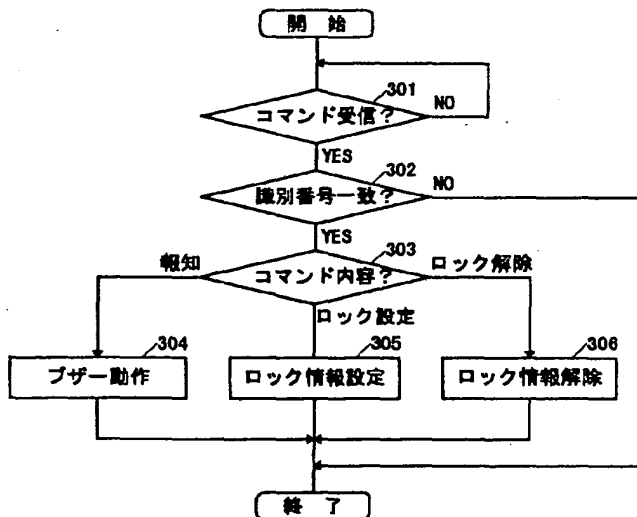 開 始
301
コマンド受信?
NO
YES
302
識別番号一致?
NO
YES
303
報知
コマンド内容?
ロック解除
ロック設定
304
ブザー動作
305
ロック情報設定
306
ロック情報解除
終 了